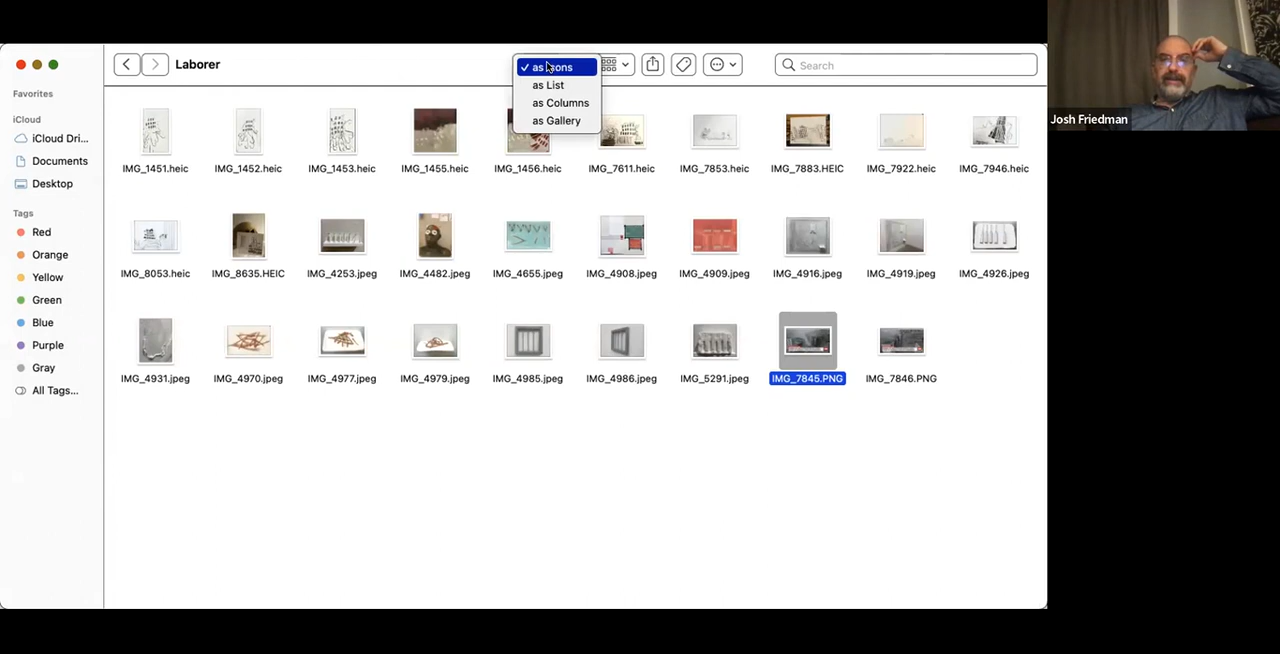 Laborer
as Icons
as List
as Columns
as Gallery
Search
Josh Friedman
Favorites
iCloud
iCloud Dri...
Documents
Desktop
Tags
Red
Orange
Yellow
Green
Blue
Purple
Gray
All Tags...
IMG_1451.heic
IMG_1452.heic
IMG_1453.heic
IMG_1455.heic
IMG_1456.heic
IMG_7611.heic
IMG_7853.heic
IMG_7883.HEIC
IMG_7922.heic
IMG_7946.heic
IMG_8053.heic
IMG_8635.HEIC
IMG_4253.jpeg
IMG_4482.jpeg
IMG_4655.jpeg
IMG_4908.jpeg
IMG_4909.jpeg
IMG_4916.jpeg
IMG_4919.jpeg
IMG_4926.jpeg
IMG_4931.jpeg
IMG_4970.jpeg
IMG_4977.jpeg
IMG_4979.jpeg
IMG_4985.jpeg
IMG_4986.jpeg
IMG_5291.jpeg
IMG_7845.PNG
IMG_7846.PNG